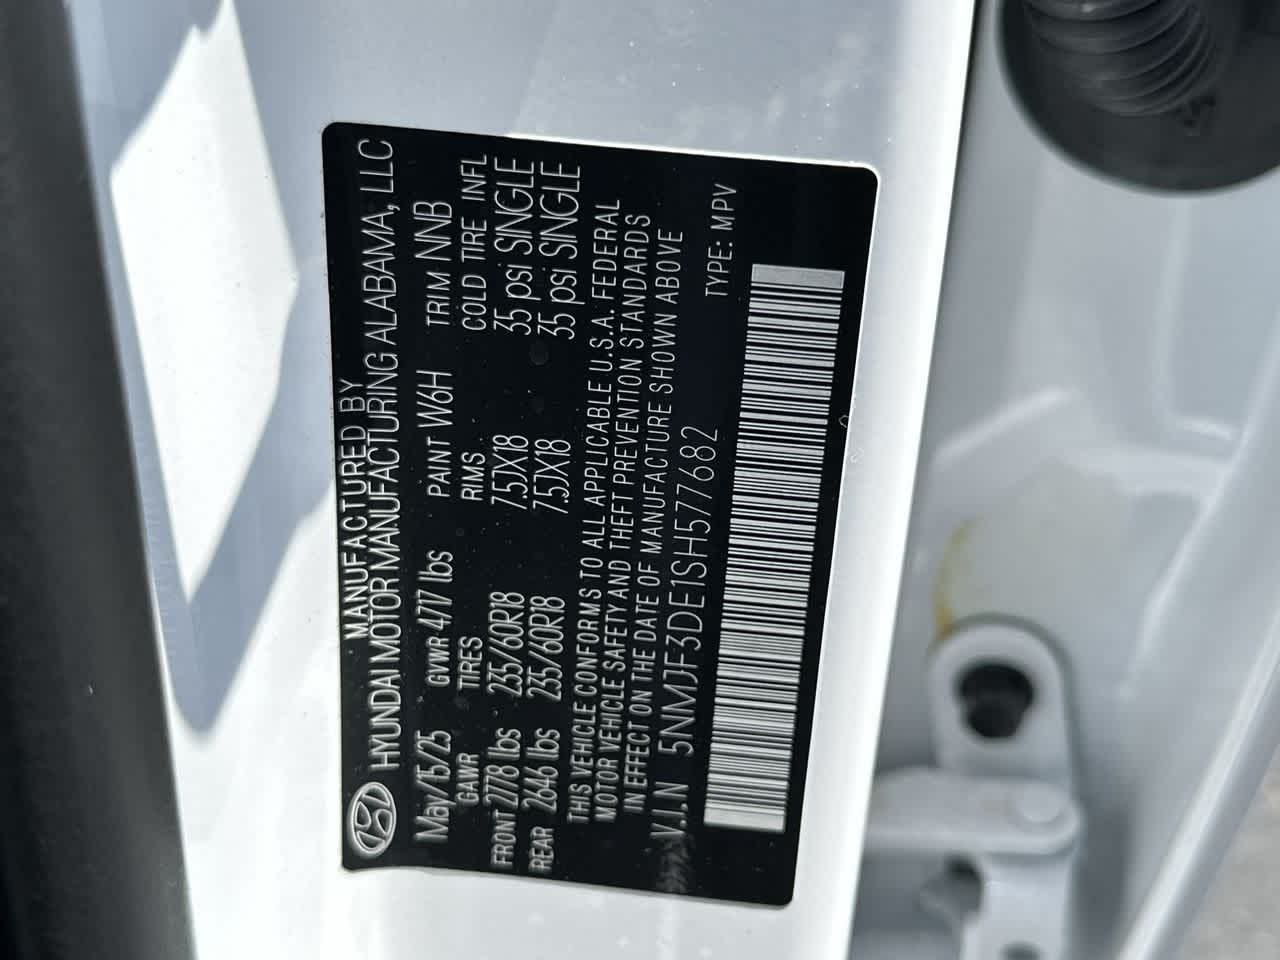 MANUFACTURED BY
HYUNDAI MOTOR MANUFACTURING ALABAMA, LLC
May/15/25 GVWR 4717 lbs PAINT W6H TRIM NNB
GAWR TIRES RIMS COLD TIRE INFL
FRONT 2778 lbs 235/60R18 7.5JX18 35 psi SINGLE
REAR 2646 lbs 235/60R18 7.5JX18 35 psi SINGLE
THIS VEHICLE CONFORMS TO ALL APPLICABLE U.S.A. FEDERAL
MOTOR VEHICLE SAFETY AND THEFT PREVENTION STANDARDS
IN EFFECT ON THE DATE OF MANUFACTURE SHOWN ABOVE
V.I.N 5NMJF3DE1SH577682 TYPE: MPV